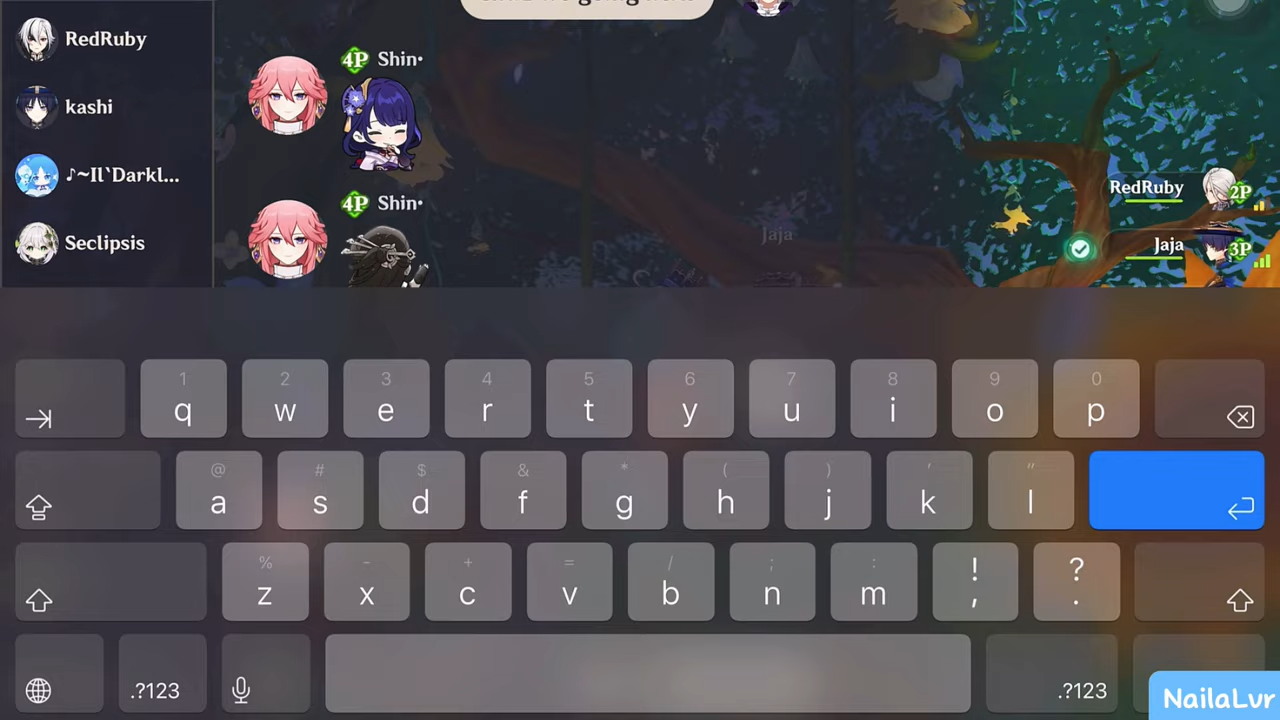 RedRuby
kashi
♪~Il`Darkl...
Seclipsis
4P Shin•
4P Shin•
Jaja
RedRuby 2P
Jaja 3P
1 2 3 4 5 6 7 8 9 0
q w e r t y u i o p
@ # $ & * ( ) ' "
a s d f g h j k l
% - + = / ; : ! ?
z x c v b n m , .
.?123 .?123
NailaLvr